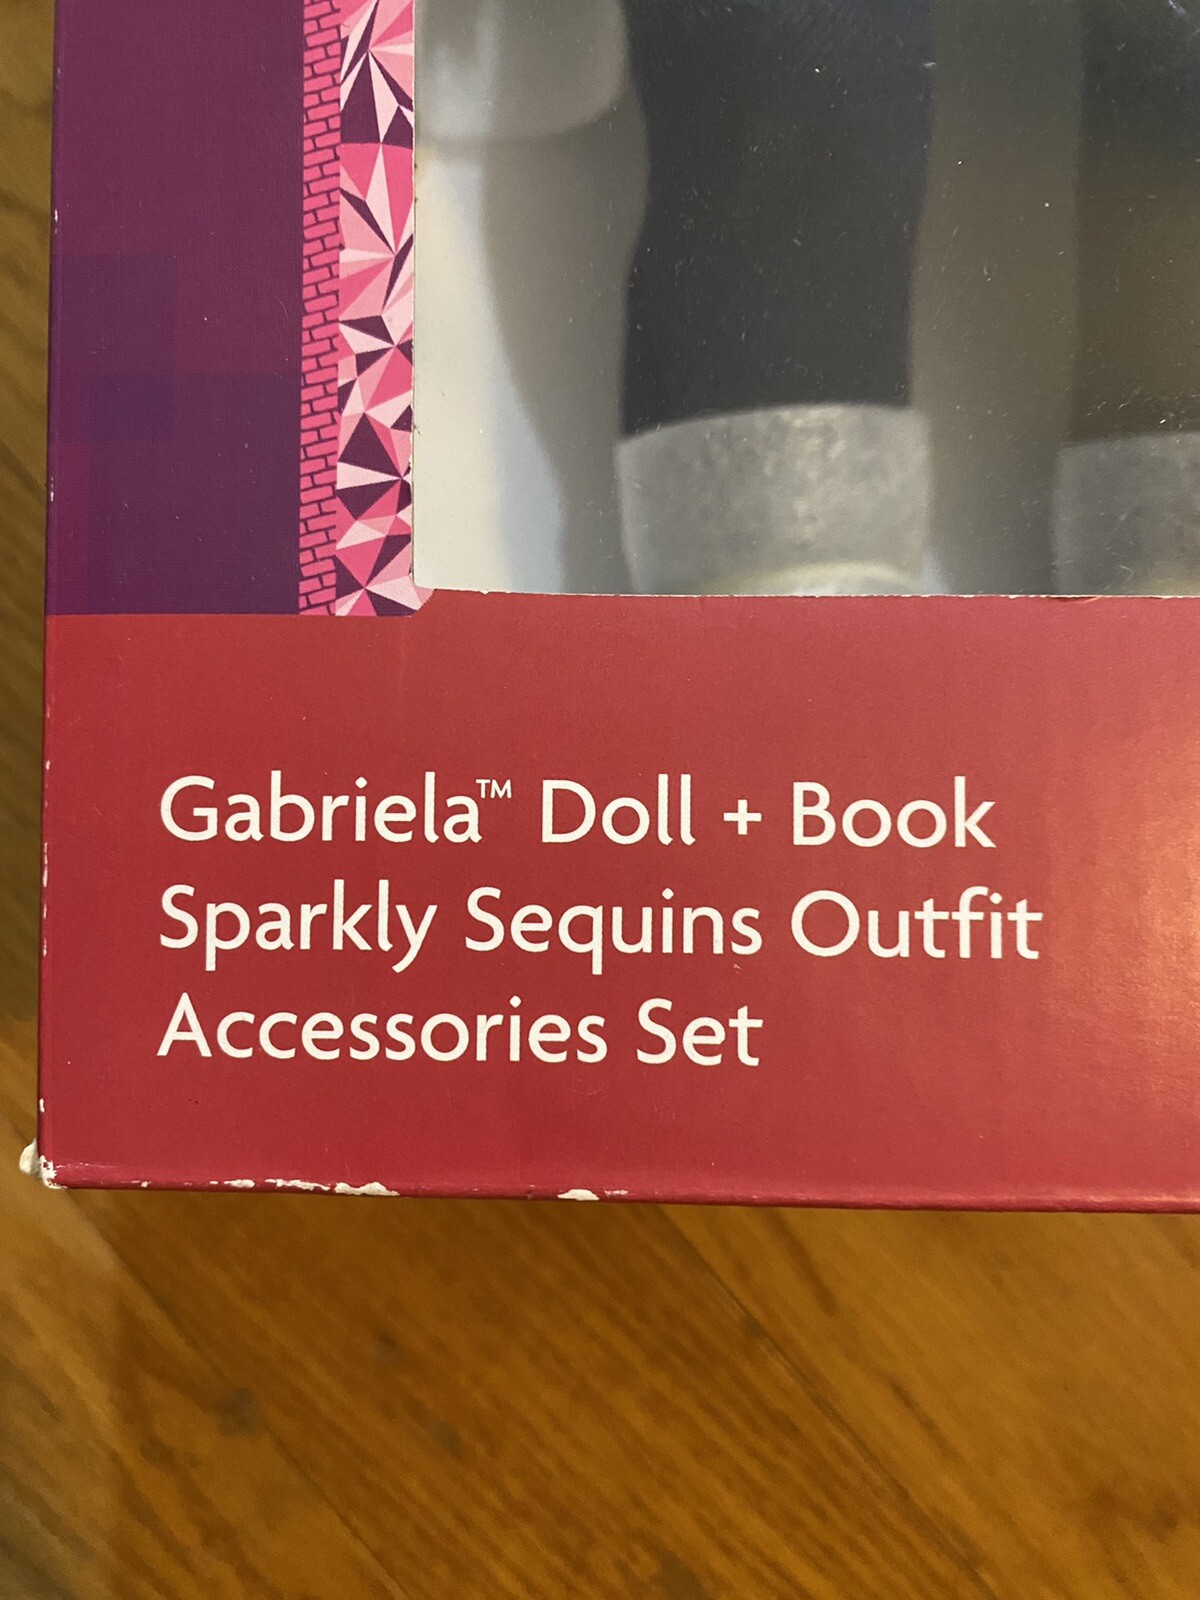 Gabriela™ Doll + Book
Sparkly Sequins Outfit
Accessories Set